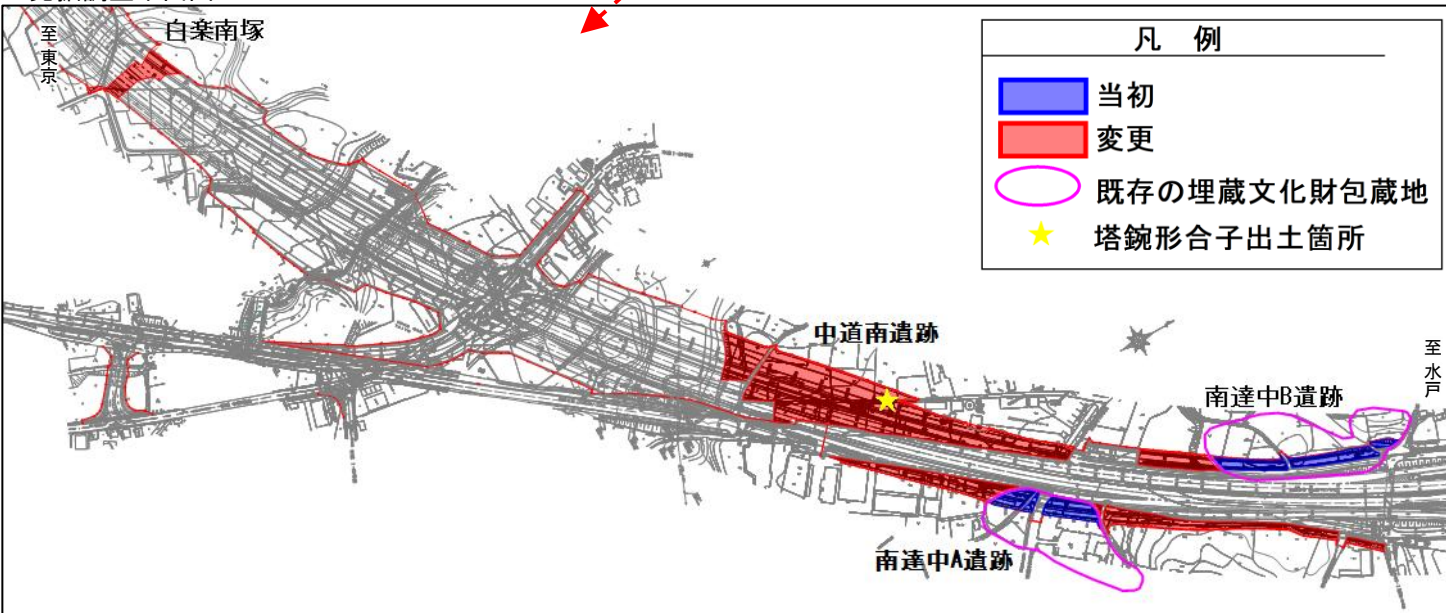 至東京
白楽南塚
凡 例
当初
変更
既存の埋蔵文化財包蔵地
塔鋺形合子出土箇所
中道南遺跡
至水戸
南達中B遺跡
南達中A遺跡